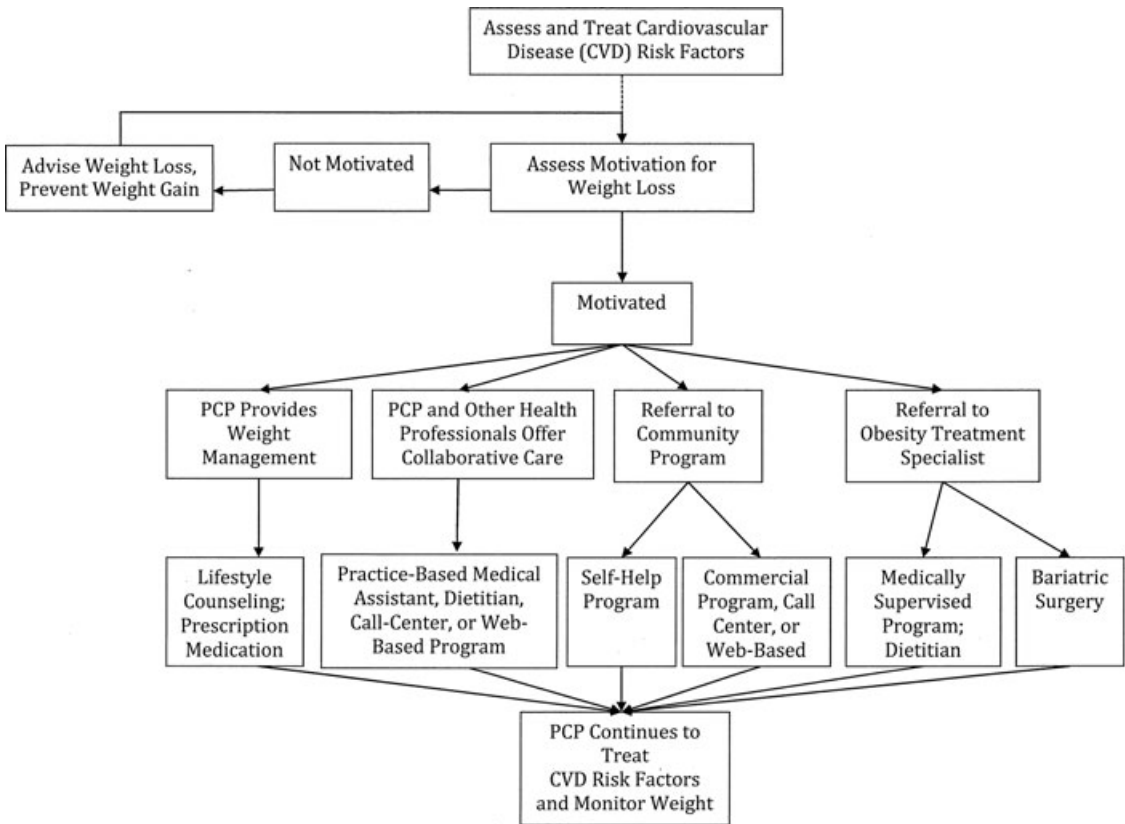 Assess and Treat Cardiovascular
Disease (CVD) Risk Factors
Advise Weight Loss,
Prevent Weight Gain
Not Motivated
Assess Motivation for
Weight Loss
Motivated
PCP Provides
Weight
Management
PCP and Other Health
Professionals Offer
Collaborative Care
Referral to
Community
Program
Referral to
Obesity Treatment
Specialist
Lifestyle
Counseling;
Prescription
Medication
Practice-Based Medical
Assistant, Dietitian,
Call-Center, or Web-
Based Program
Self-Help
Program
Commercial
Program, Call
Center, or
Web-Based
Medically
Supervised
Program;
Dietitian
Bariatric
Surgery
PCP Continues to
Treat
CVD Risk Factors
and Monitor Weight